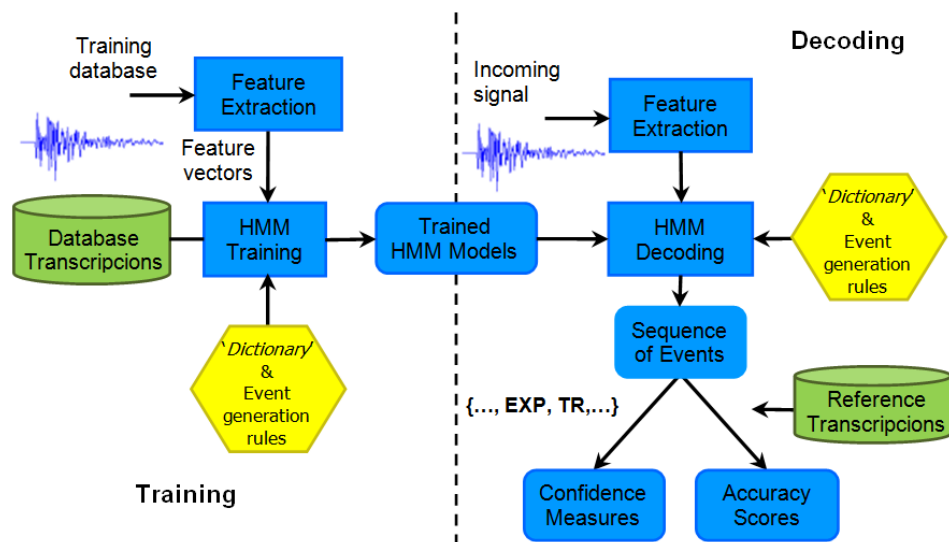 Training
database
Feature
Extraction
Feature
vectors
Database
Transcripcions
HMM
Training
Trained
HMM Models
'Dictionary'
&
Event
generation
rules
Training
Decoding
Incoming
signal
Feature
Extraction
HMM
Decoding
'Dictionary'
&
Event
generation
rules
Sequence
of Events
{..., EXP, TR,...}
Reference
Transcripcions
Confidence
Measures
Accuracy
Scores